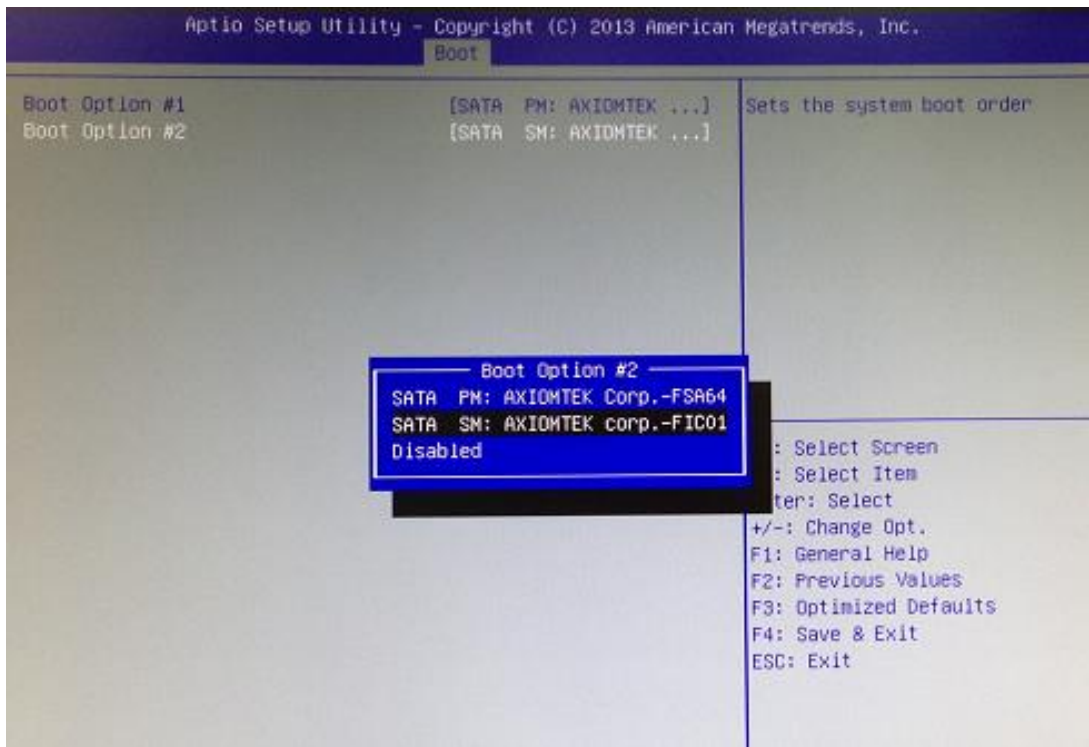 Aptio Setup Utility – Copyright (C) 2013 American Megatrends, Inc.
Boot
Boot Option #1 [SATA PM: AXIOMTEK ...]
Boot Option #2 [SATA SM: AXIOMTEK ...]
Sets the system boot order
Boot Option #2
SATA PM: AXIOMTEK Corp.-FSA64
SATA SM: AXIOMTEK corp.-FIC01
Disabled
: Select Screen
: Select Item
ter: Select
+/-: Change Opt.
F1: General Help
F2: Previous Values
F3: Optimized Defaults
F4: Save & Exit
ESC: Exit